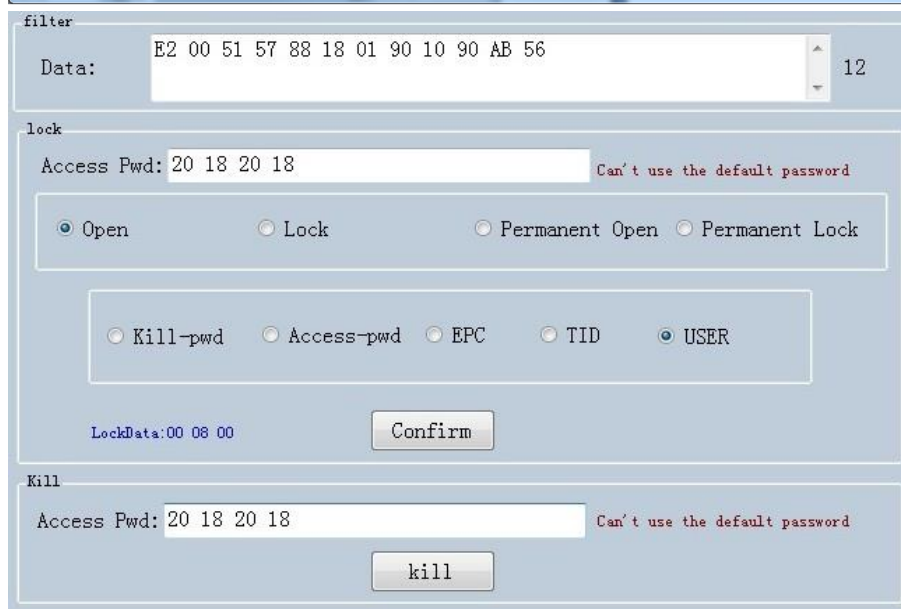 filter
Data: E2 00 51 57 88 18 01 90 10 90 AB 56 12
lock
Access Pwd: 20 18 20 18 Can't use the default password
Open Lock Permanent Open Permanent Lock
Kill-pwd Access-pwd EPC TID USER
LockData:00 08 00 Confirm
Kill
Access Pwd: 20 18 20 18 Can't use the default password
kill